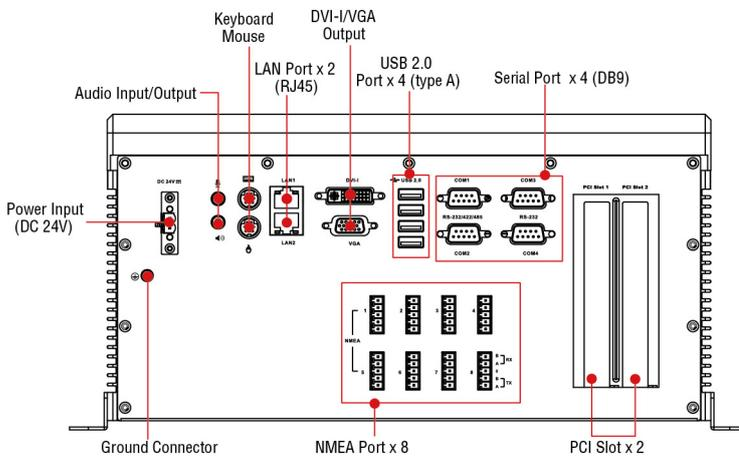 Keyboard
Mouse
DVI-I/VGA
Output
LAN Port x 2
(RJ45)
USB 2.0
Port x 4 (type A)
Serial Port x 4 (DB9)
Audio Input/Output
Power Input
(DC 24V)
DC 24V
LAN1
LAN2
DVI-I
VGA
USB 2.0
COM1
COM3
RS-232/422/485
RS-232
COM2
COM4
PCI Slot 1
PCI Slot 2
NMEA
1
2
3
4
5
6
7
8
B
A
RX
B
A
TX
Ground Connector
NMEA Port x 8
PCI Slot x 2